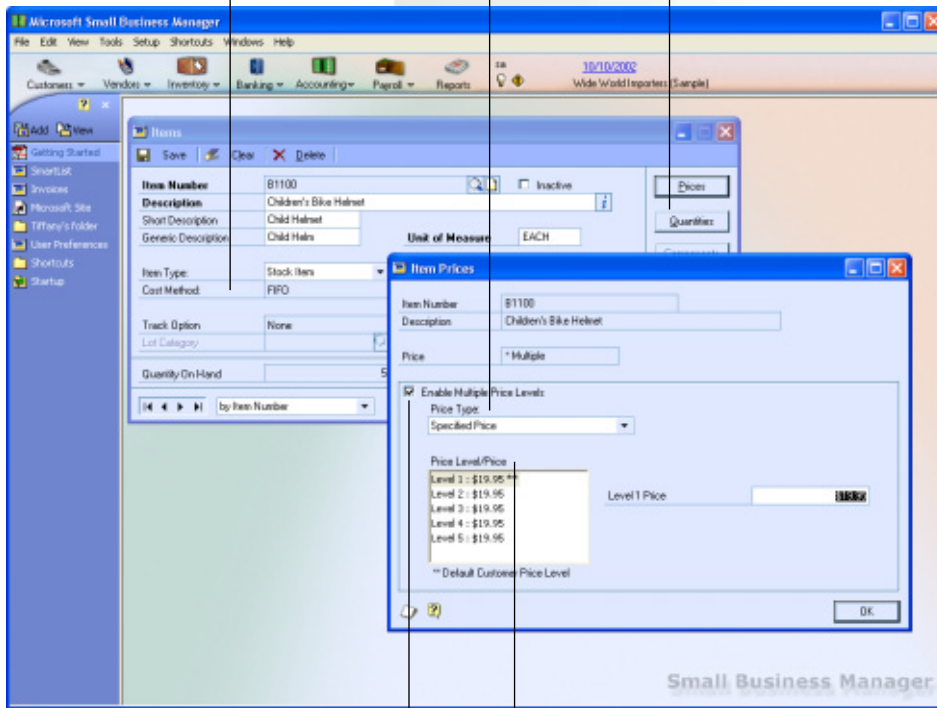 Microsoft Small Business Manager
File Edit View Tools Setup Shortcuts Windows Help
Customers Vendors Inventory Banking Accounting Payroll Reports
sa
10/10/2002
Wide World Importers (Sample)
Add View
Getting Started
SmartList
Invoices
Microsoft Site
Tiffany's folder
User Preferences
Shortcuts
Startup
Items
Save Clear Delete
Item Number B1100 Inactive
Description Children's Bike Helmet
Short Description Child Helmet
Generic Description Child Helm Unit of Measure EACH
Item Type: Stock Item
Cost Method: FIFO
Track Option None
Lot Category
Quantity On Hand 5
by Item Number
Prices
Quantities
Components
Item Prices
Item Number B1100
Description Children's Bike Helmet
Price * Multiple
Enable Multiple Price Levels:
Price Type:
Specified Price
Price Level/Price
Level 1 : $19.95 **
Level 2 : $19.95
Level 3 : $19.95
Level 4 : $19.95
Level 5 : $19.95
Level 1 Price
** Default Customer Price Level
OK
Small Business Manager